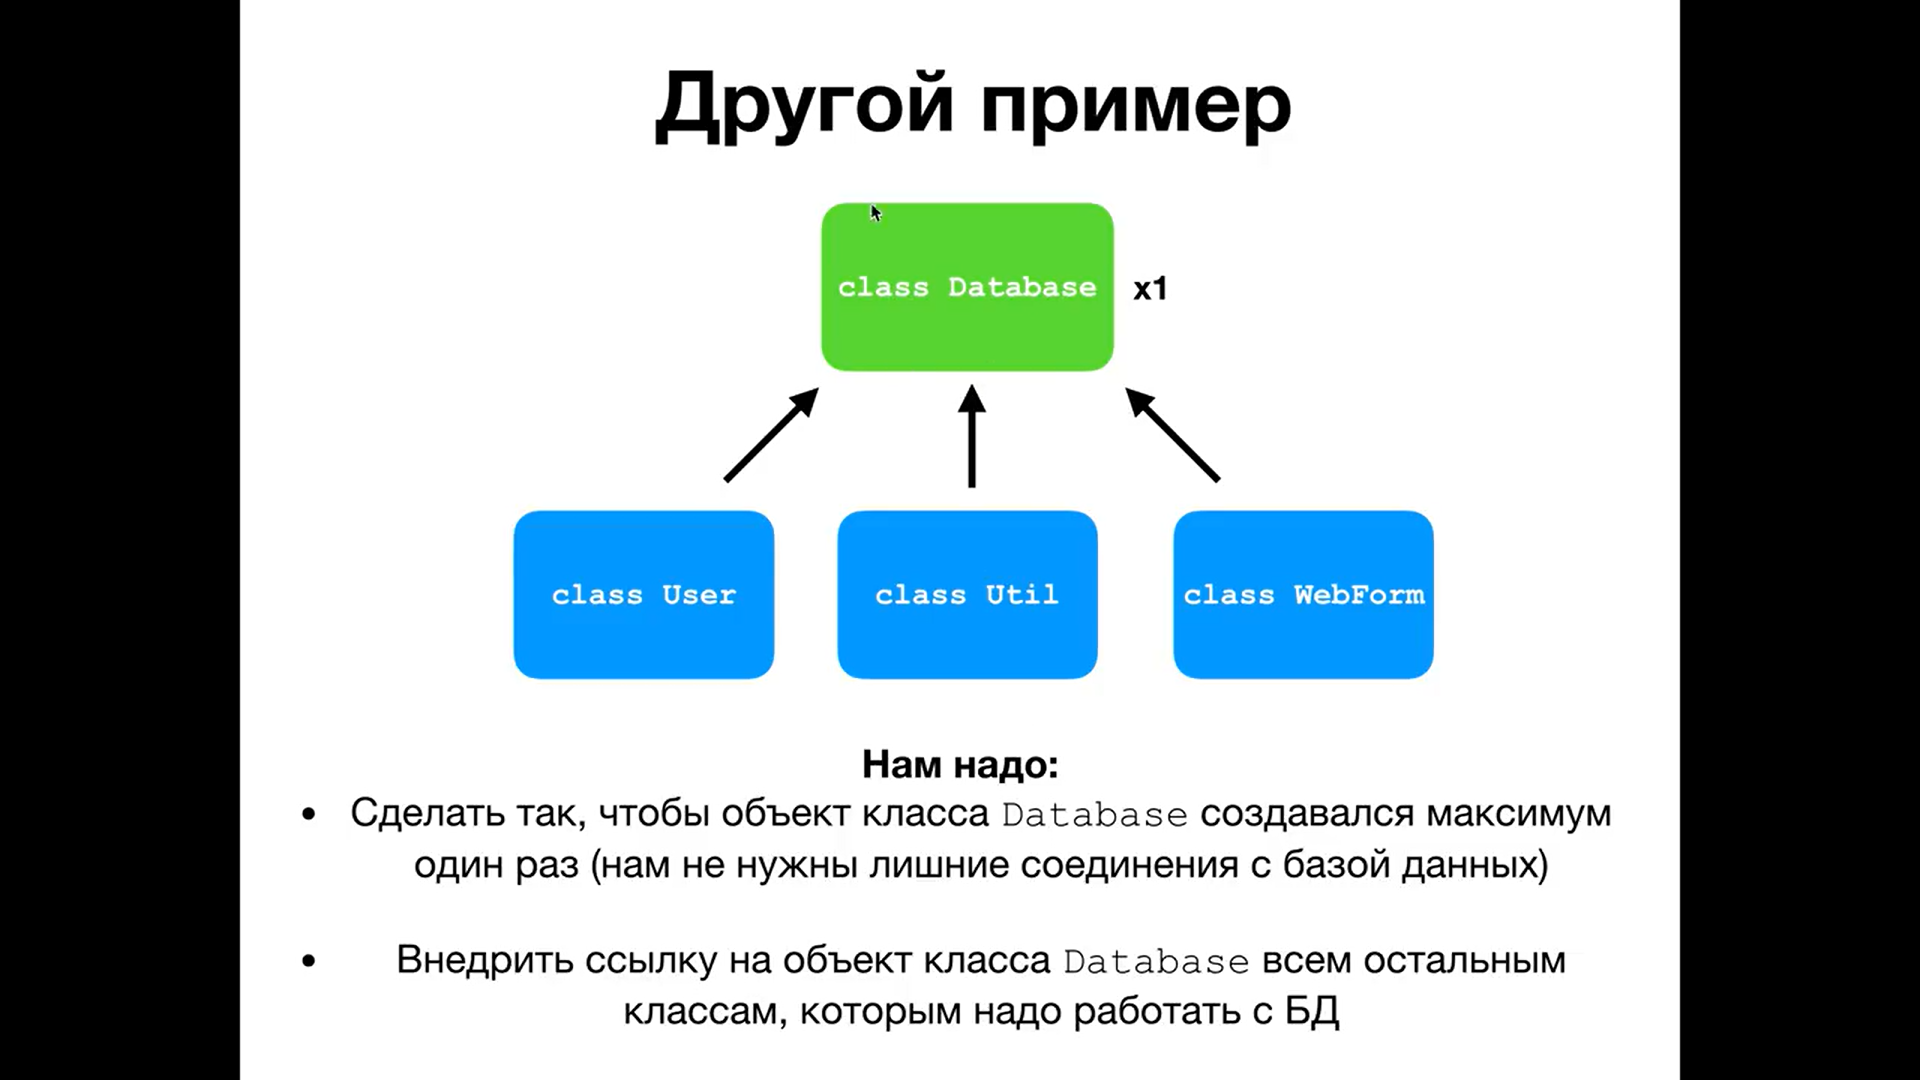 Другой пример
class Database
x1
class User
class Util
class WebForm
Нам надо:
• Сделать так, чтобы объект класса Database создавался максимум
один раз (нам не нужны лишние соединения с базой данных)
• Внедрить ссылку на объект класса Database всем остальным
классам, которым надо работать с БД